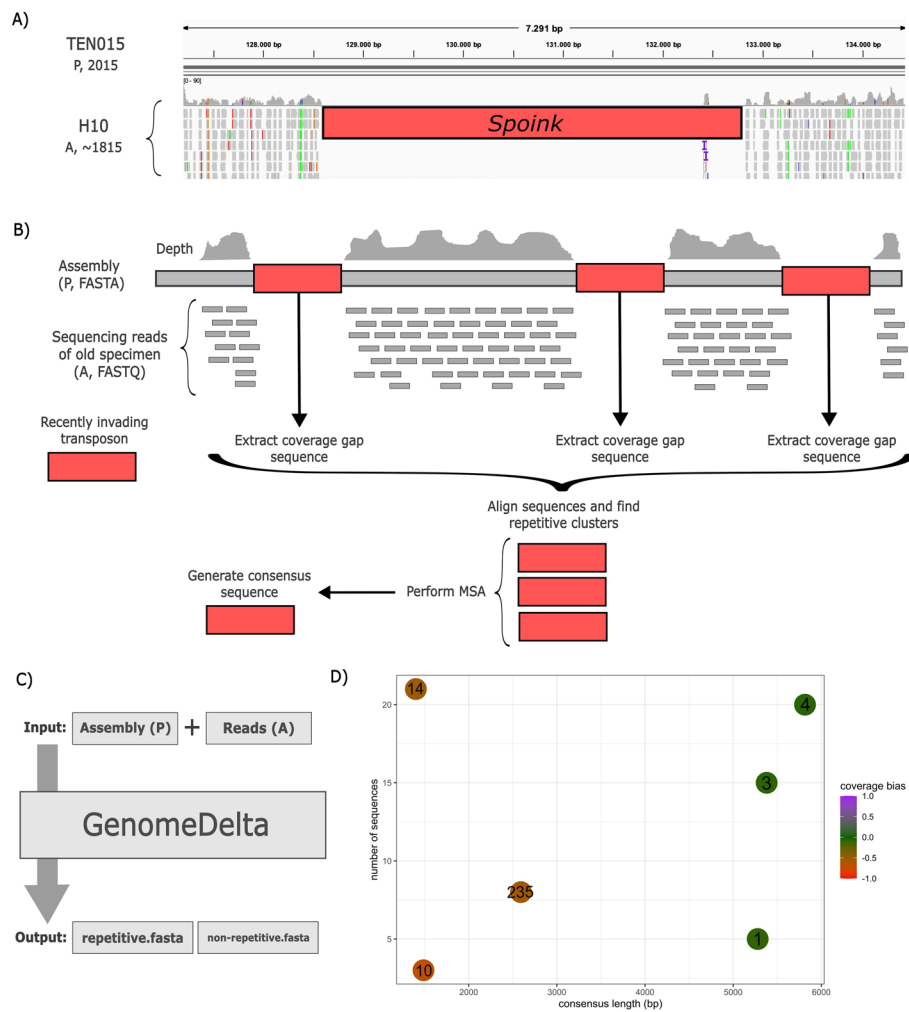 A)
TEN015
P, 2015
7.291 bp
128.000 bp 129.000 bp 130.000 bp 131.000 bp 132.000 bp 133.000 bp 134.000 bp
[0 - 90]
H10
A, ~1815
Spoink
B)
Depth
Assembly
(P, FASTA)
Sequencing reads
of old specimen
(A, FASTQ)
Recently invading
transposon
Extract coverage gap
sequence
Extract coverage gap
sequence
Extract coverage gap
sequence
Align sequences and find
repetitive clusters
Perform MSA
Generate consensus
sequence
C)
Input: Assembly (P) + Reads (A)
GenomeDelta
Output: repetitive.fasta non-repetitive.fasta
D)
number of sequences
20
15
10
5
14
4
3
235
1
10
2000 3000 4000 5000 6000
consensus length (bp)
coverage bias
1.0
0.5
0.0
-0.5
-1.0